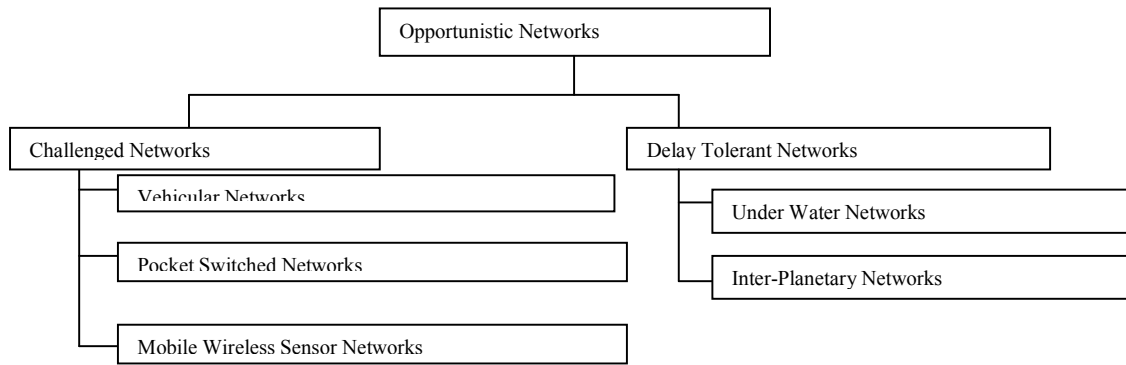 Opportunistic Networks
Challenged Networks
Delay Tolerant Networks
Vehicular Networks
Under Water Networks
Pocket Switched Networks
Inter-Planetary Networks
Mobile Wireless Sensor Networks